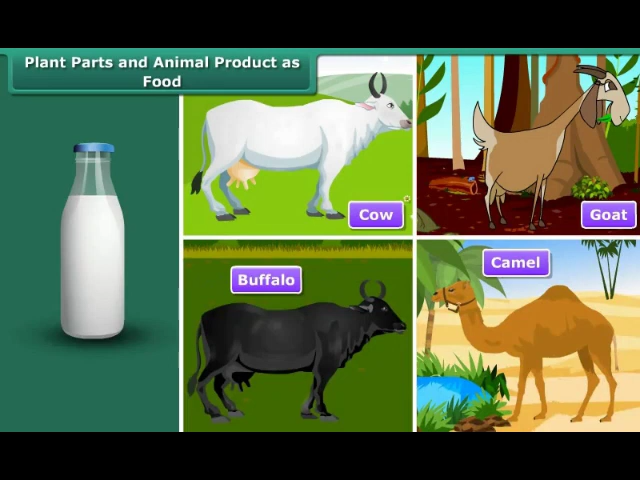 Plant Parts and Animal Product as
Food
Cow
Goat
Buffalo
Camel